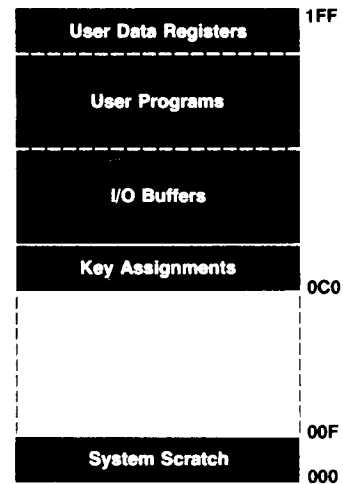 1FF
User Data Registers
User Programs
I/O Buffers
Key Assignments
0C0
00F
System Scratch
000